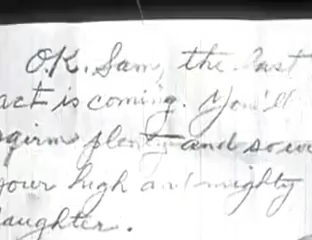 O.K. Sam, the last
act is coming. You'll
squirm plenty and so will
your high and mighty
daughter.